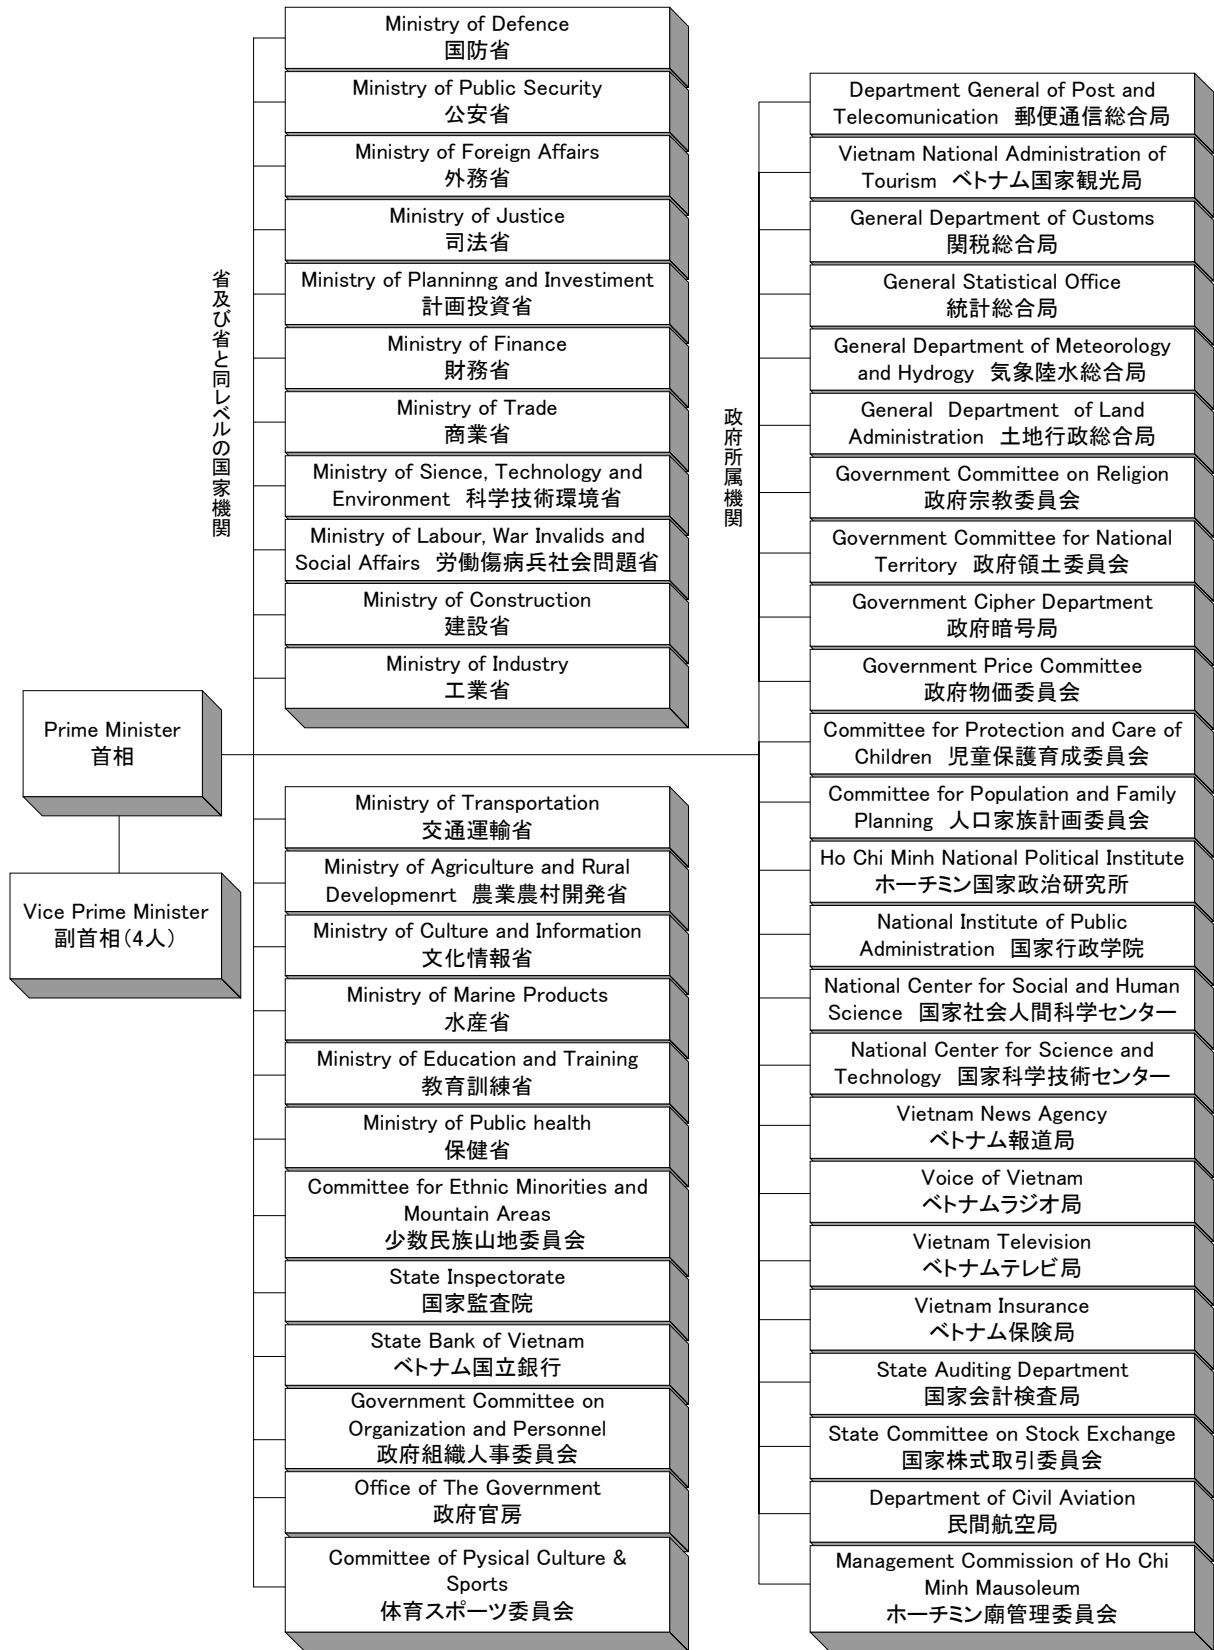 Ministry of Defence
国防省
Ministry of Public Security
公安省
Ministry of Foreign Affairs
外務省
Ministry of Justice
司法省
Ministry of Planninng and Investiment
計画投資省
Ministry of Finance
財務省
Ministry of Trade
商業省
Ministry of Sience, Technology and
Environment 科学技術環境省
Ministry of Labour, War Invalids and
Social Affairs 労働傷病兵社会問題省
Ministry of Construction
建設省
Ministry of Industry
工業省
省及び省と同レベルの国家機関
Prime Minister
首相
Vice Prime Minister
副首相(4人)
Ministry of Transportation
交通運輸省
Ministry of Agriculture and Rural
Developmenrt 農業農村開発省
Ministry of Culture and Information
文化情報省
Ministry of Marine Products
水産省
Ministry of Education and Training
教育訓練省
Ministry of Public health
保健省
Committee for Ethnic Minorities and
Mountain Areas
少数民族山地委員会
State Inspectorate
国家監査院
State Bank of Vietnam
ベトナム国立銀行
Government Committee on
Organization and Personnel
政府組織人事委員会
Office of The Government
政府官房
Committee of Pysical Culture &
Sports
体育スポーツ委員会
政府所属機関
Department General of Post and
Telecomunication 郵便通信総合局
Vietnam National Administration of
Tourism ベトナム国家観光局
General Department of Customs
関税総合局
General Statistical Office
統計総合局
General Department of Meteorology
and Hydrogy 気象陸水総合局
General Department of Land
Administration 土地行政総合局
Government Committee on Religion
政府宗教委員会
Government Committee for National
Territory 政府領土委員会
Government Cipher Department
政府暗号局
Government Price Committee
政府物価委員会
Committee for Protection and Care of
Children 児童保護育成委員会
Committee for Population and Family
Planning 人口家族計画委員会
Ho Chi Minh National Political Institute
ホーチミン国家政治研究所
National Institute of Public
Administration 国家行政学院
National Center for Social and Human
Science 国家社会人間科学センター
National Center for Science and
Technology 国家科学技術センター
Vietnam News Agency
ベトナム報道局
Voice of Vietnam
ベトナムラジオ局
Vietnam Television
ベトナムテレビ局
Vietnam Insurance
ベトナム保険局
State Auditing Department
国家会計検査局
State Committee on Stock Exchange
国家株式取引委員会
Department of Civil Aviation
民間航空局
Management Commission of Ho Chi
Minh Mausoleum
ホーチミン廟管理委員会